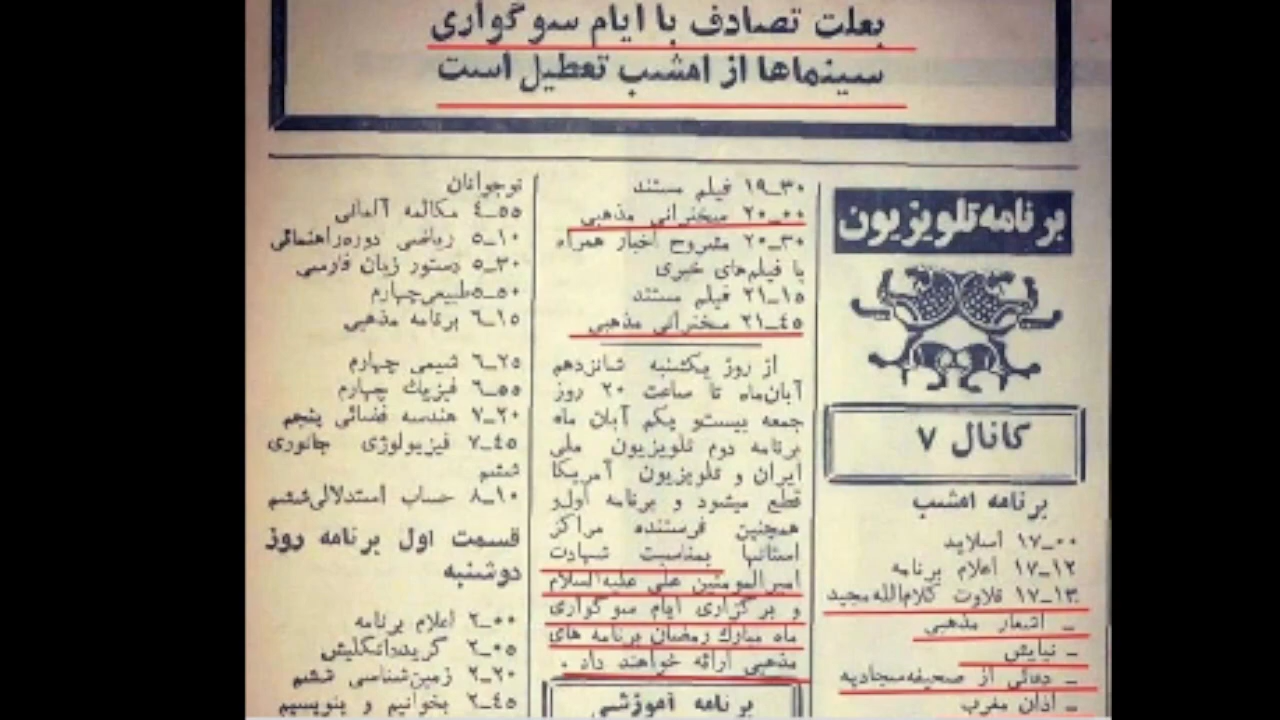 بعلت تصادف با ایام سوگواری
سینماها از امشب تعطیل است
برنامه تلویزیون
کانال ۷
برنامه امشب
۱۷_۰۰ اسلاید
۱۷_۱۲ اعلام برنامه
۱۷_۱۳ تلاوت کلام‌الله مجید
_ اشعار مذهبی
_ نیایش
_ دعائی از صحیفه سجادیه
_ اذان مغرب
۱۹_۳۰ فیلم مستند
۲۰_۰۰ سخنرانی مذهبی
۲۰_۳۰ مشروح اخبار همراه
با فیلم‌های خبری
۲۱_۱۵ فیلم مستند
۲۱_۴۵ سخنرانی مذهبی
از روز یکشنبه شانزدهم
آبان‌ماه تا ساعت ۲۰ روز
جمعه بیست‌و یکم آبان ماه
برنامه دوم تلویزیون ملی
ایران و تلویزیون آمریکا
قطع میشود و برنامه اول‌و
همچنین فرستنده مراکز
استانها بمناسبت شهادت
امیرالمومنین علی علیه‌السلام
و برگزاری ایام سوگواری
ماه مبارك رمضان برنامه های
مذهبی ارائه خواهند داد .
برنامه آموزشی
نوجوانان
۴_۵۵ مکالمه آلمانی
۵_۱۰ ریاضی دوره‌راهنمائی
۵_۳۰ دستور زبان فارسی
۵_۵۰ طبیعی‌چهارم
۶_۱۵ برنامه مذهبی
۶_۲۵ شیمی چهارم
۶_۵۵ فیزیك چهارم
۷_۲۰ هندسه فضائی پنجم
۷_۴۵ فیزیولوژی جانوری
ششم
۸_۱۰ حساب استدلالی‌ششم
قسمت اول برنامه روز
دوشنبه
۲_۰۰ اعلام برنامه
۲_۰۵ گریددانگلیش
۲_۲۰ زمین‌شناسی ششم
۲_۴۵ بخوانیم و بنویسیم